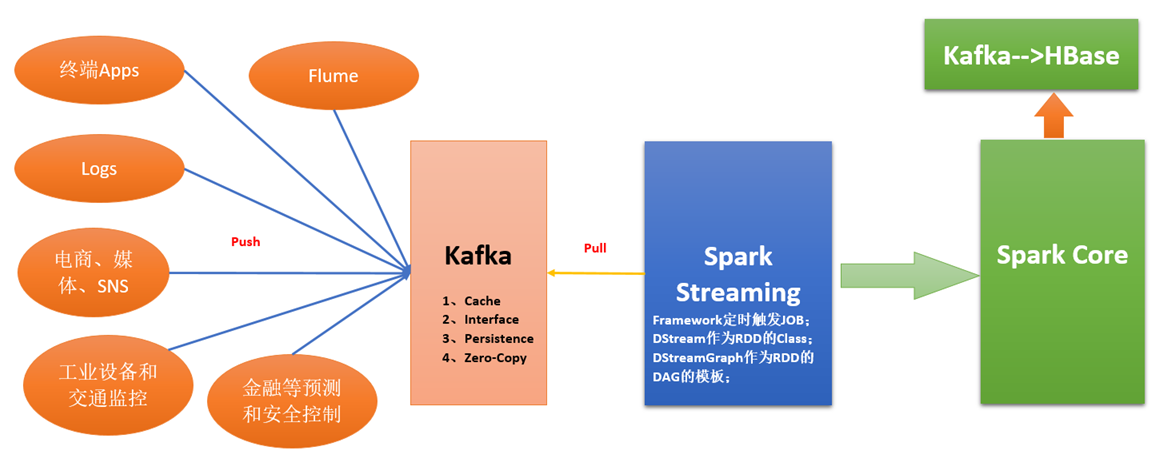 终端Apps
Flume
Logs
电商、媒
体、SNS
工业设备和
交通监控
金融等预测
和安全控制
Push
Kafka
1、Cache
2、Interface
3、Persistence
4、Zero-Copy
Pull
Spark
Streaming
Framework定时触发JOB；
DStream作为RDD的Class；
DStreamGraph作为RDD的
DAG的模板；
Kafka-->HBase
Spark Core